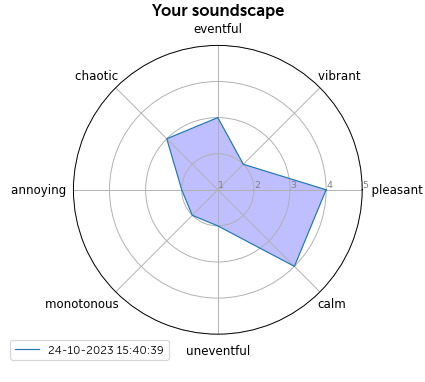 Your soundscape
eventful
chaotic
vibrant
annoying
1 2 3 4 5
pleasant
monotonous
calm
uneventful
24-10-2023 15:40:39